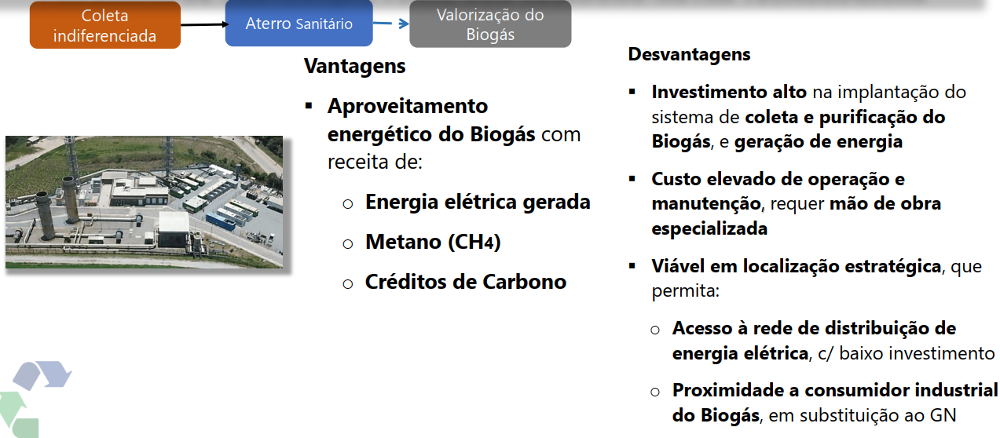 Coleta
indiferenciada
Aterro Sanitário
Valorização do
Biogás
Vantagens
▪ Aproveitamento
energético do Biogás com
receita de:
○ Energia elétrica gerada
○ Metano (CH4)
○ Créditos de Carbono
Desvantagens
▪ Investimento alto na implantação do
sistema de coleta e purificação do
Biogás, e geração de energia
▪ Custo elevado de operação e
manutenção, requer mão de obra
especializada
▪ Viável em localização estratégica, que
permita:
○ Acesso à rede de distribuição de
energia elétrica, c/ baixo investimento
○ Proximidade a consumidor industrial
do Biogás, em substituição ao GN